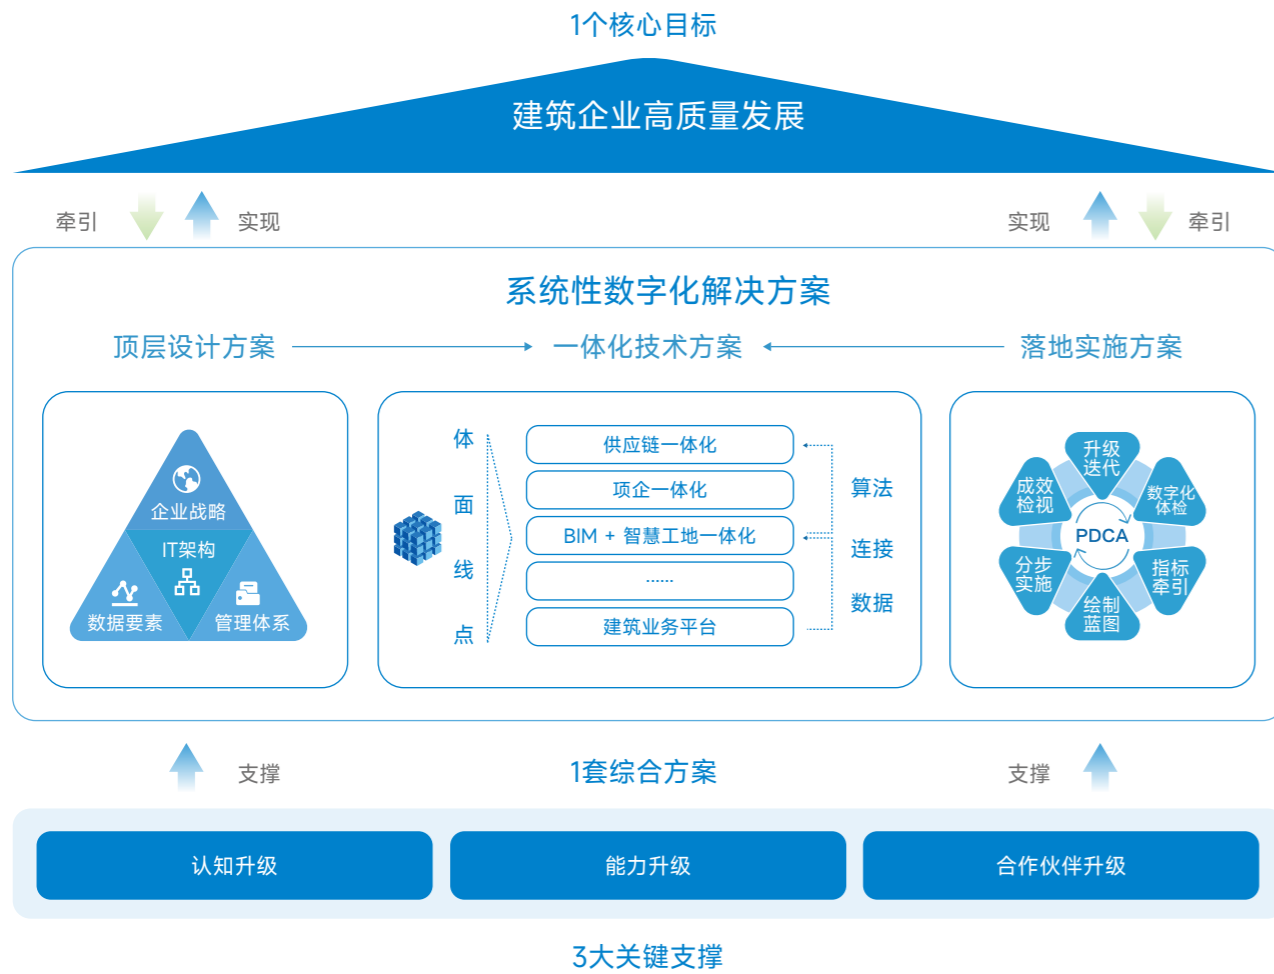 1个核心目标
建筑企业高质量发展
牵引
实现
实现
牵引
系统性数字化解决方案
顶层设计方案
一体化技术方案
落地实施方案
企业战略
IT架构
数据要素
管理体系
体
面
线
点
供应链一体化
项企一体化
BIM + 智慧工地一体化
......
建筑业务平台
算法
连接
数据
升级
迭代
数字化
体检
指标
牵引
绘制
蓝图
分步
实施
成效
检视
PDCA
支撑
1套综合方案
支撑
认知升级
能力升级
合作伙伴升级
3大关键支撑